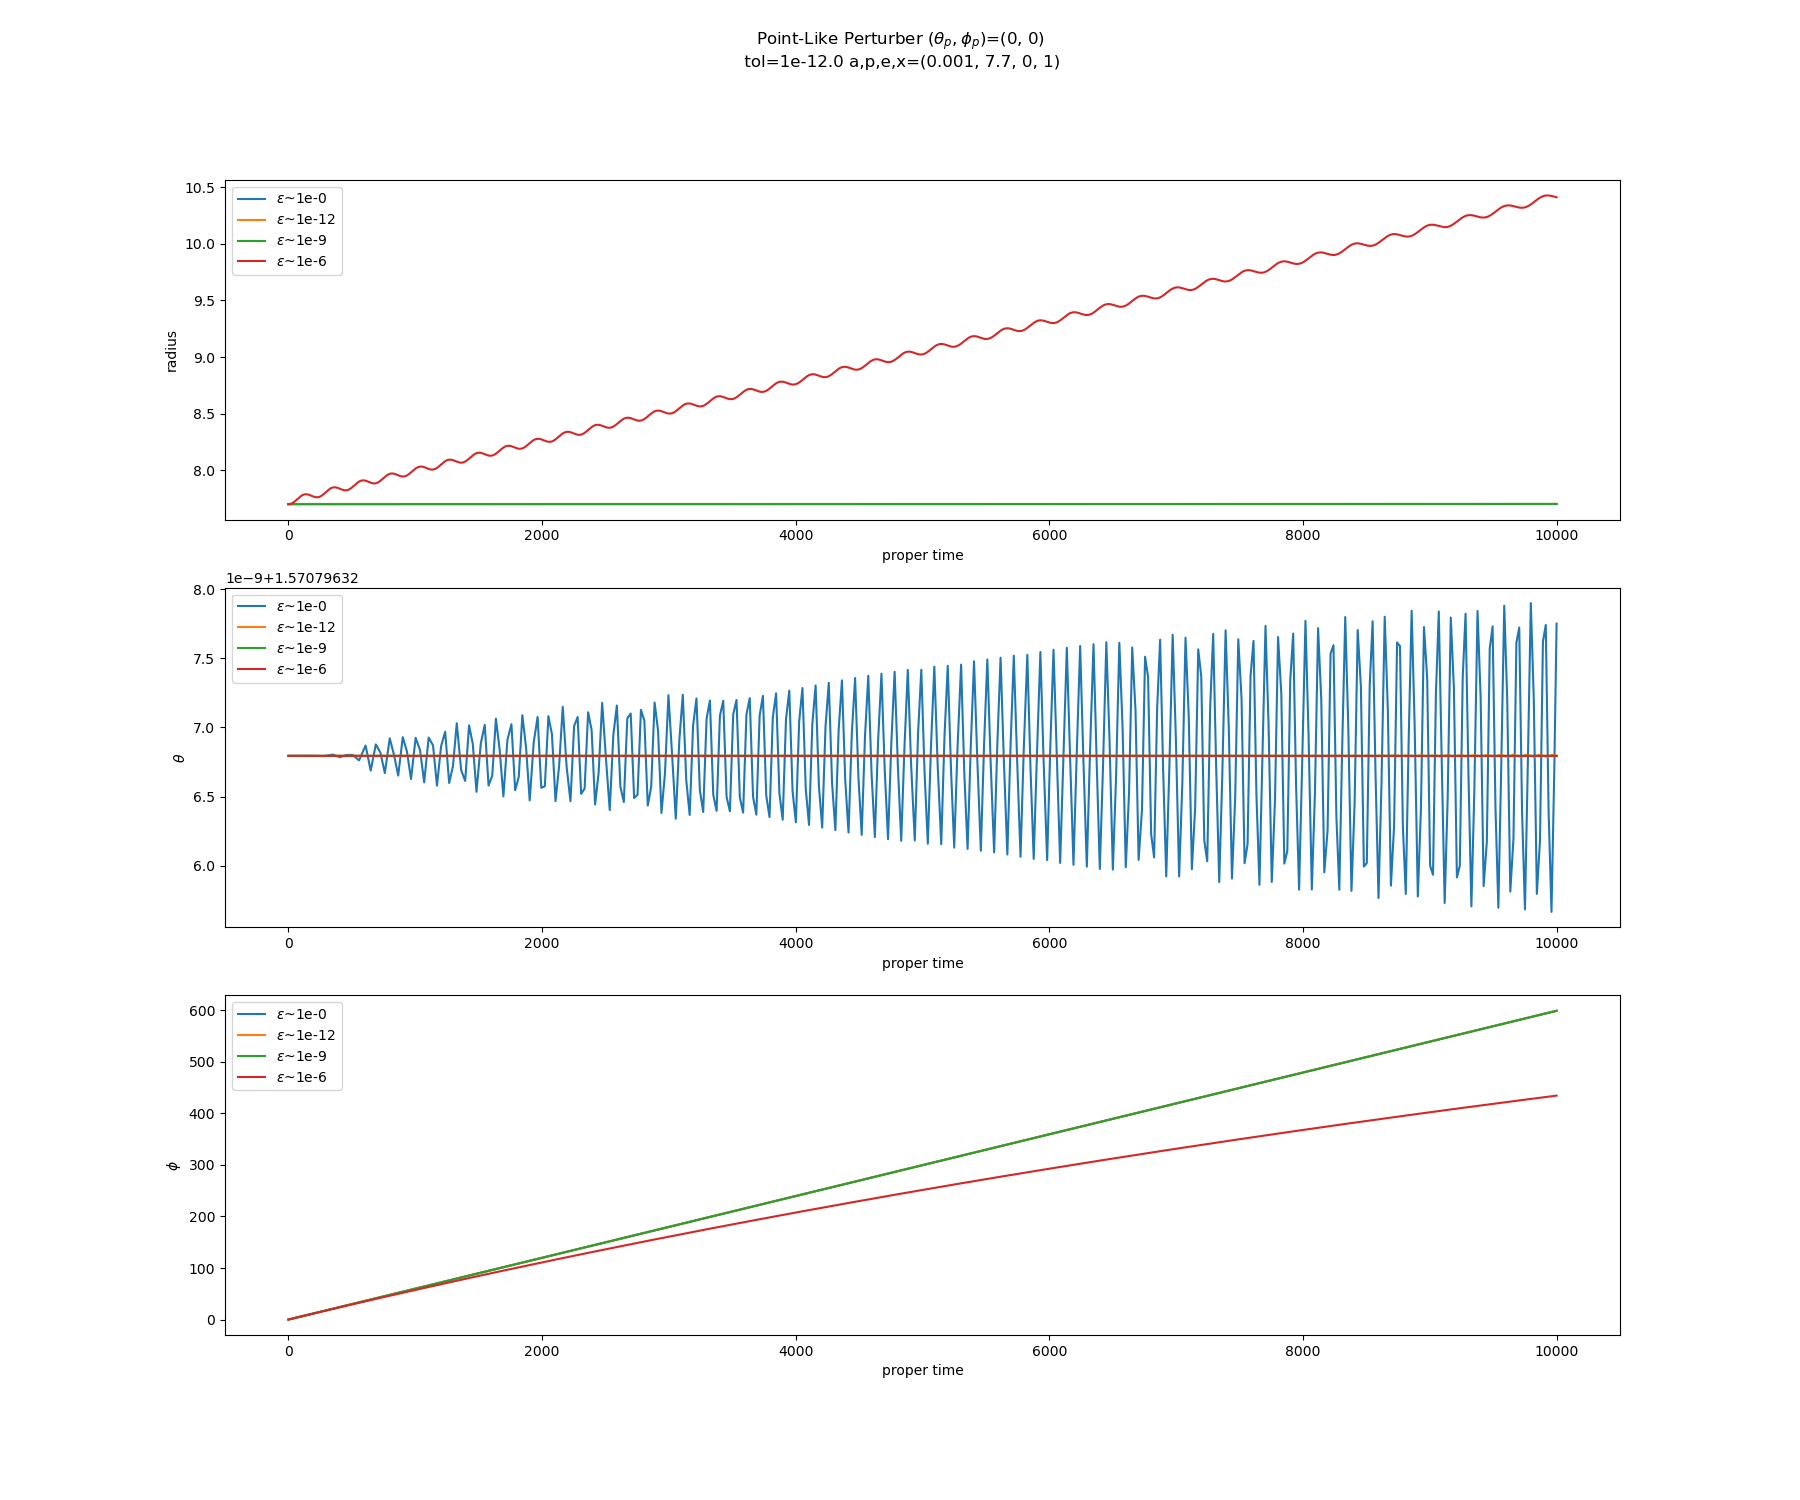 Point-Like Perturber (θp, ϕp)=(0, 0)
tol=1e-12.0 a,p,e,x=(0.001, 7.7, 0, 1)
10.5
10.0
9.5
9.0
8.5
8.0
radius
ε~1e-0
ε~1e-12
ε~1e-9
ε~1e-6
0 2000 4000 6000 8000 10000
proper time
1e−9+1.57079632
8.0
7.5
7.0
6.5
6.0
θ
ε~1e-0
ε~1e-12
ε~1e-9
ε~1e-6
0 2000 4000 6000 8000 10000
proper time
600
500
400
300
200
100
0
ϕ
ε~1e-0
ε~1e-12
ε~1e-9
ε~1e-6
0 2000 4000 6000 8000 10000
proper time